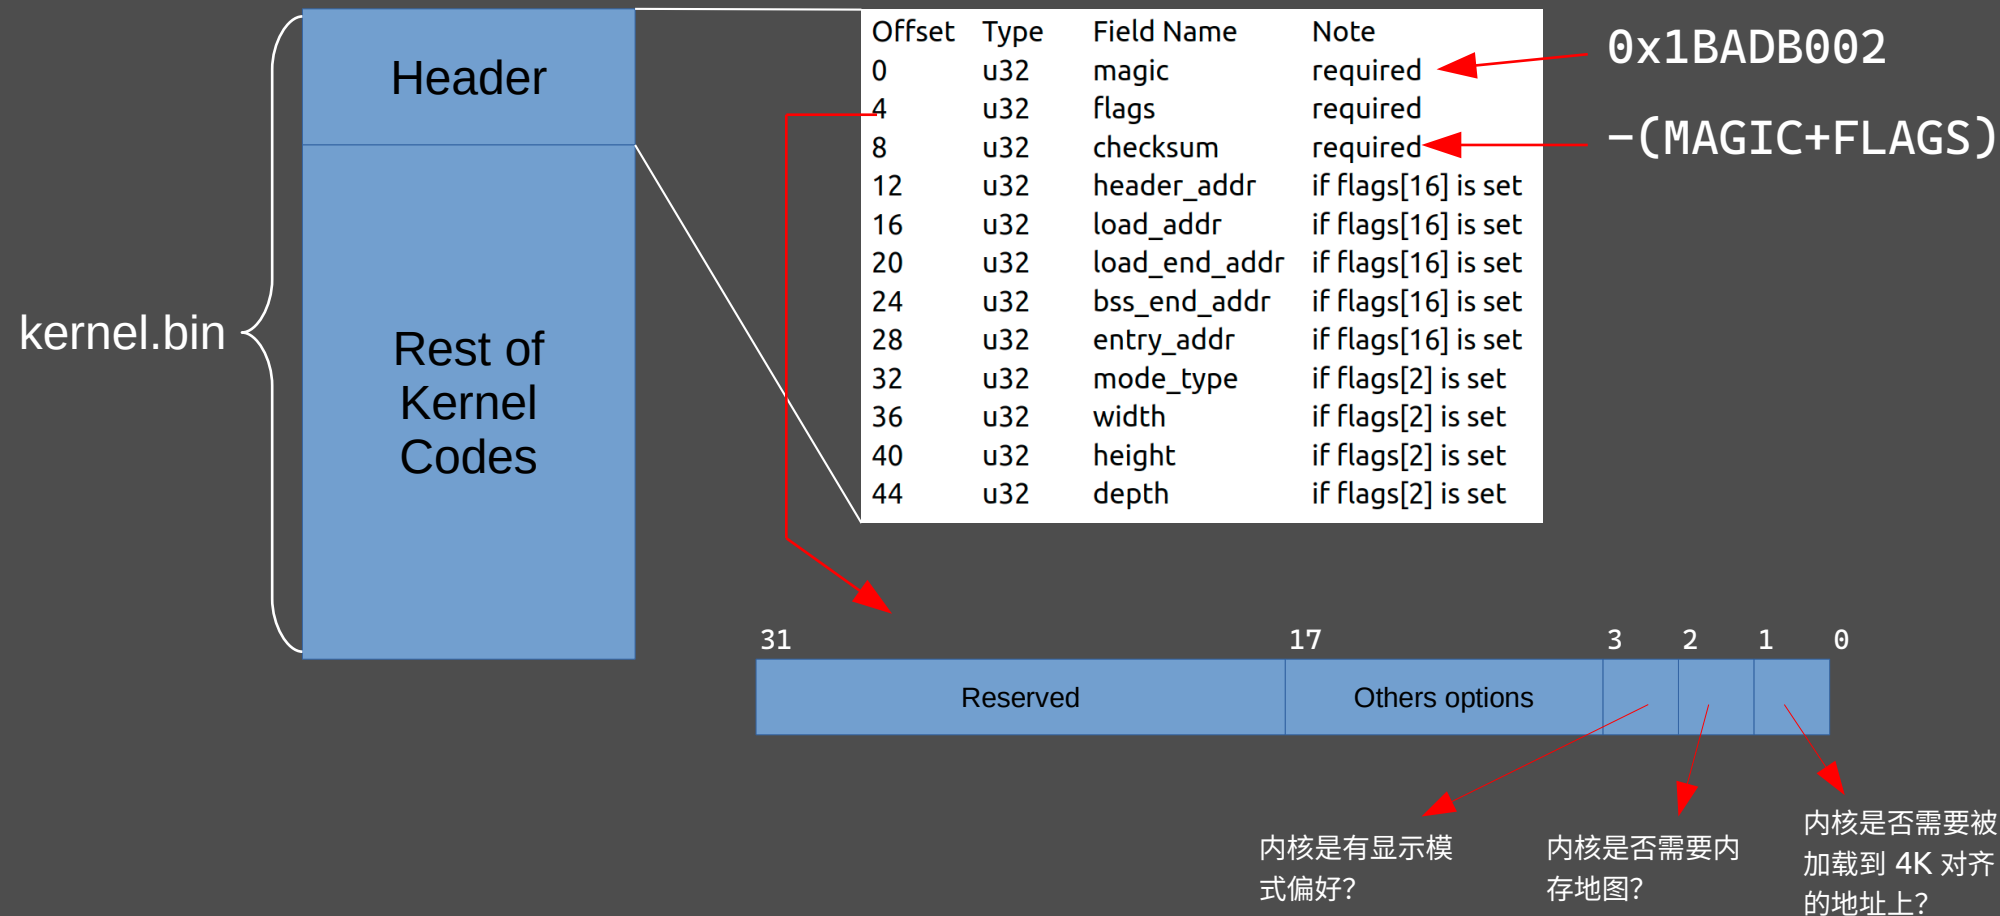 kernel.bin
Header
Rest of
Kernel
Codes
Offset Type Field Name Note
0 u32 magic required
4 u32 flags required
8 u32 checksum required
12 u32 header_addr if flags[16] is set
16 u32 load_addr if flags[16] is set
20 u32 load_end_addr if flags[16] is set
24 u32 bss_end_addr if flags[16] is set
28 u32 entry_addr if flags[16] is set
32 u32 mode_type if flags[2] is set
36 u32 width if flags[2] is set
40 u32 height if flags[2] is set
44 u32 depth if flags[2] is set
0x1BADB002
-(MAGIC+FLAGS)
31 17 3 2 1 0
Reserved Others options
内核是有显示模
式偏好?
内核是否需要内
存地图?
内核是否需要被
加载到 4K 对齐
的地址上?